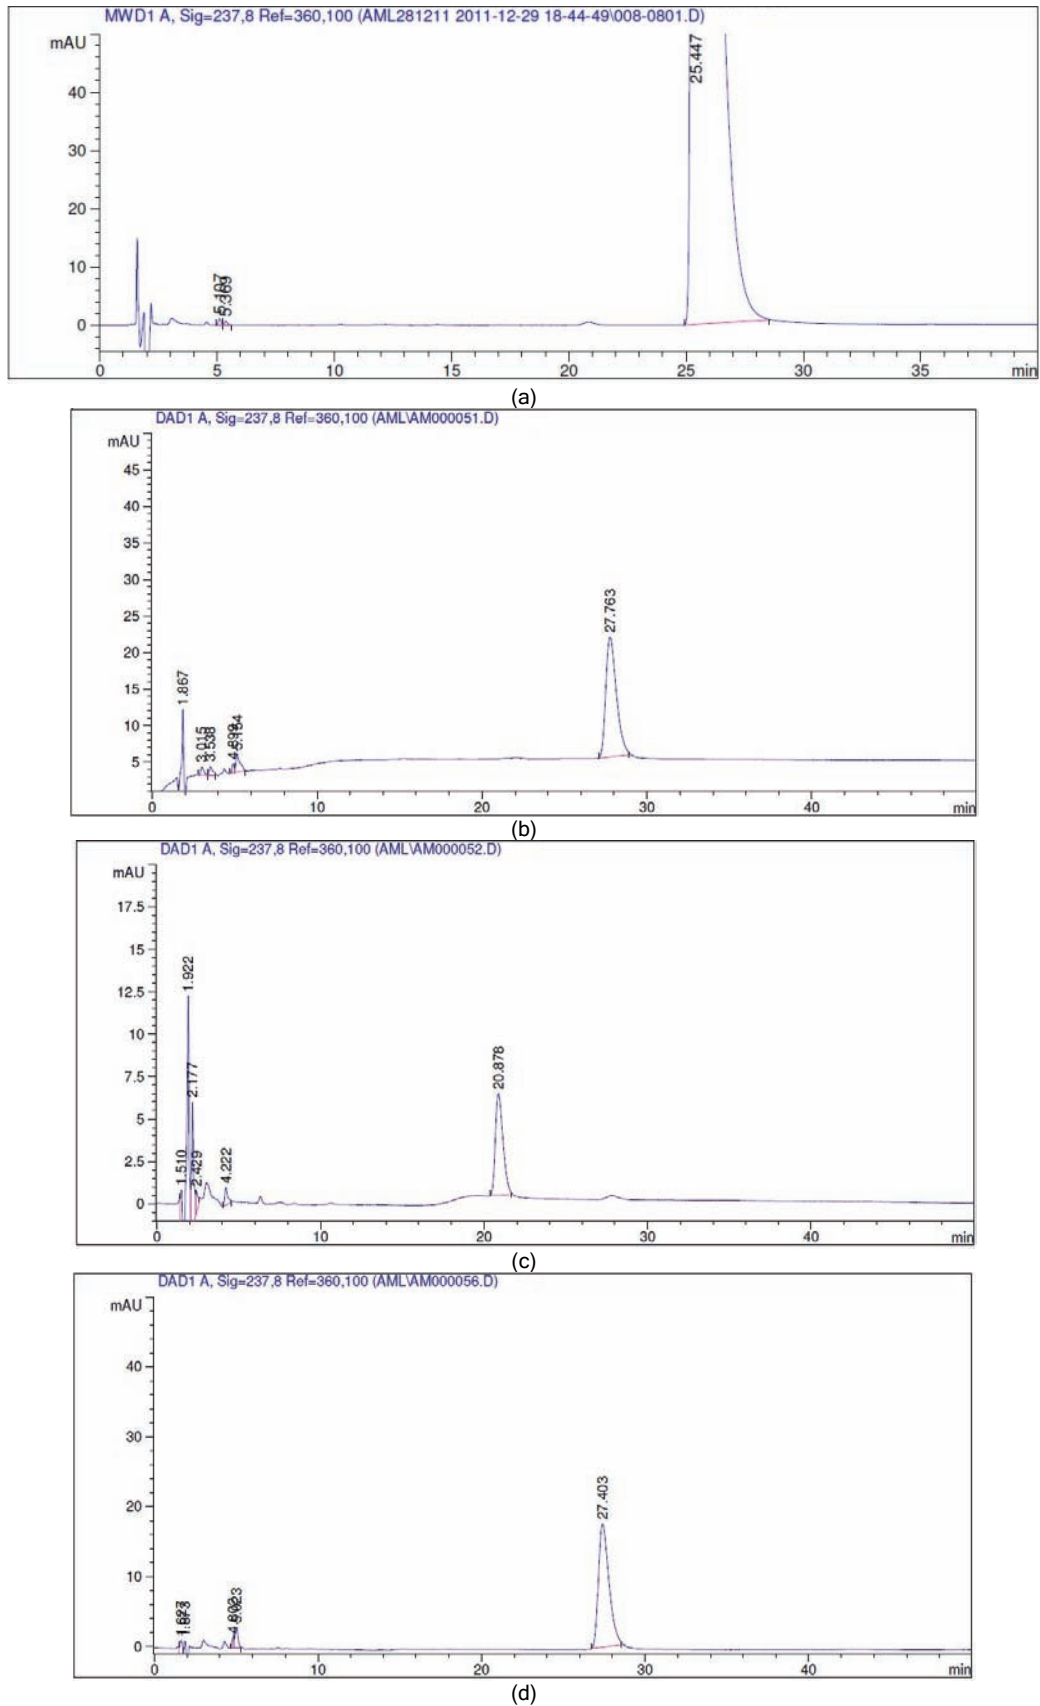 MWD1 A, Sig=237,8 Ref=360,100 (AML281211 2011-12-29 18-44-49\008-0801.D)
mAU
40
30
20
10
0
5.369
25.447
0 5 10 15 20 25 30 35 min
(a)
DAD1 A, Sig=237,8 Ref=360,100 (AML\AM000051.D)
mAU
45
40
35
30
25
20
15
10
5
1.867
3.015
3.538
5.154
27.763
0 10 20 30 40 min
(b)
DAD1 A, Sig=237,8 Ref=360,100 (AML\AM000052.D)
mAU
17.5
15
12.5
10
7.5
5
2.5
0
1.510
1.922
2.177
2.429
4.222
20.878
0 10 20 30 40 min
(c)
DAD1 A, Sig=237,8 Ref=360,100 (AML\AM000056.D)
mAU
40
30
20
10
0
5.023
27.403
0 10 20 30 40 min
(d)